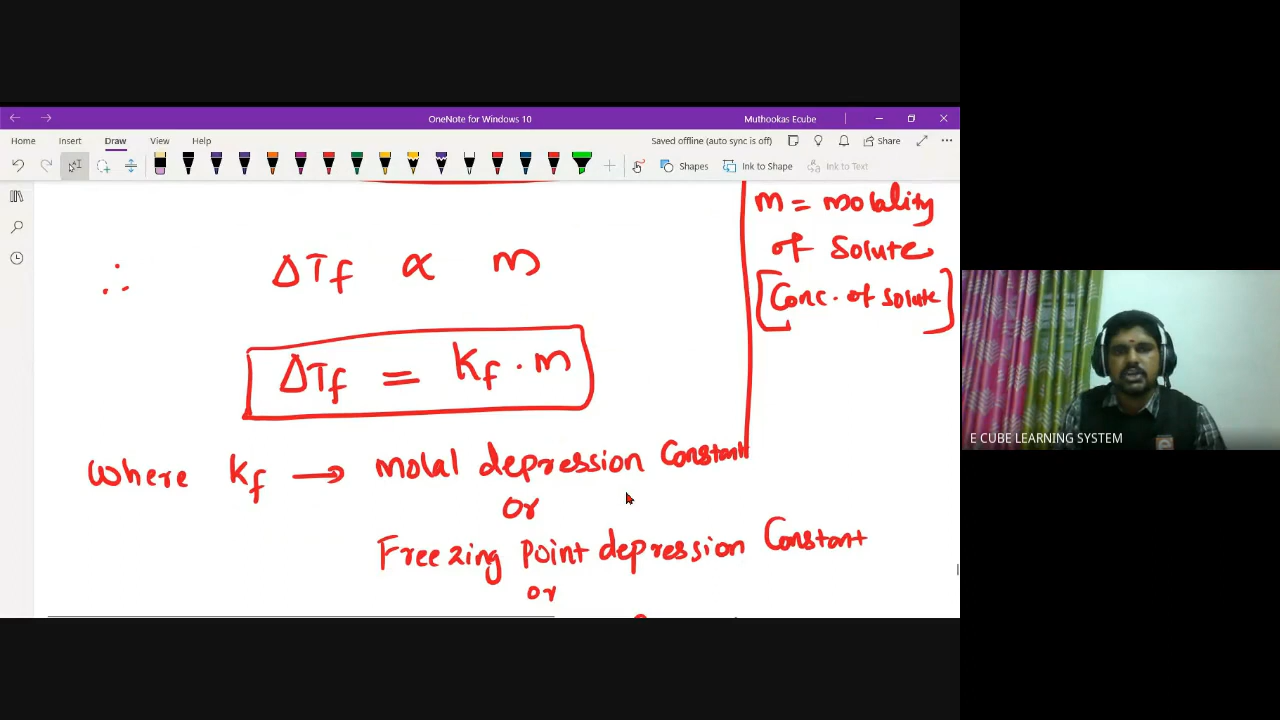 OneNote for Windows 10
Muthookas Ecube
Home Insert Draw View Help
Saved offline (auto sync is off)
Share
Shapes
Ink to Shape
Ink to Text
m = molality
of Solute
[Conc. of Solute]
∴ ΔTf ∝ m
ΔTf = Kf · m
Where Kf → molal depression Constant
Or
Freezing point depression Constant
or
E CUBE LEARNING SYSTEM